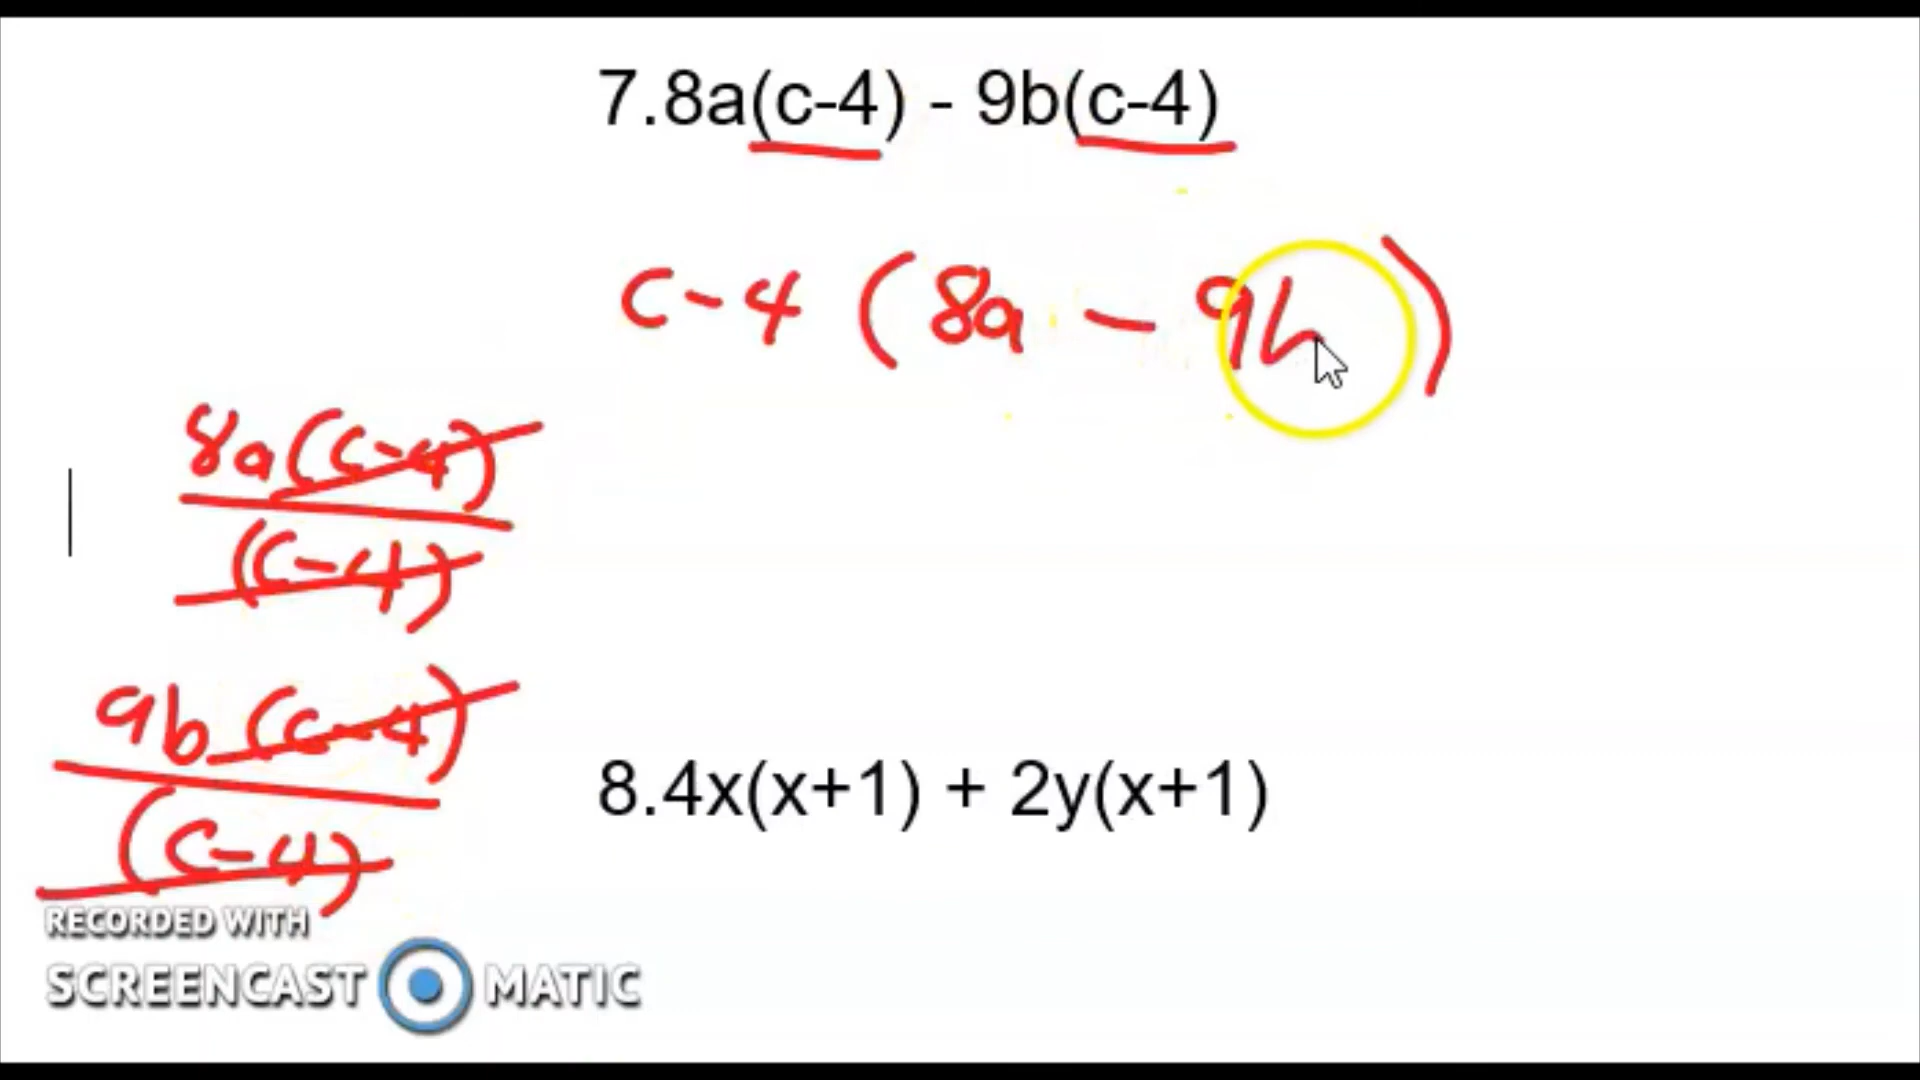 7.8a(c-4) - 9b(c-4)
c-4 (8a - 9b)
8a(c-4)
(c-4)
9b(c-4)
(c-4)
8.4x(x+1) + 2y(x+1)
RECORDED WITH
SCREENCAST MATIC